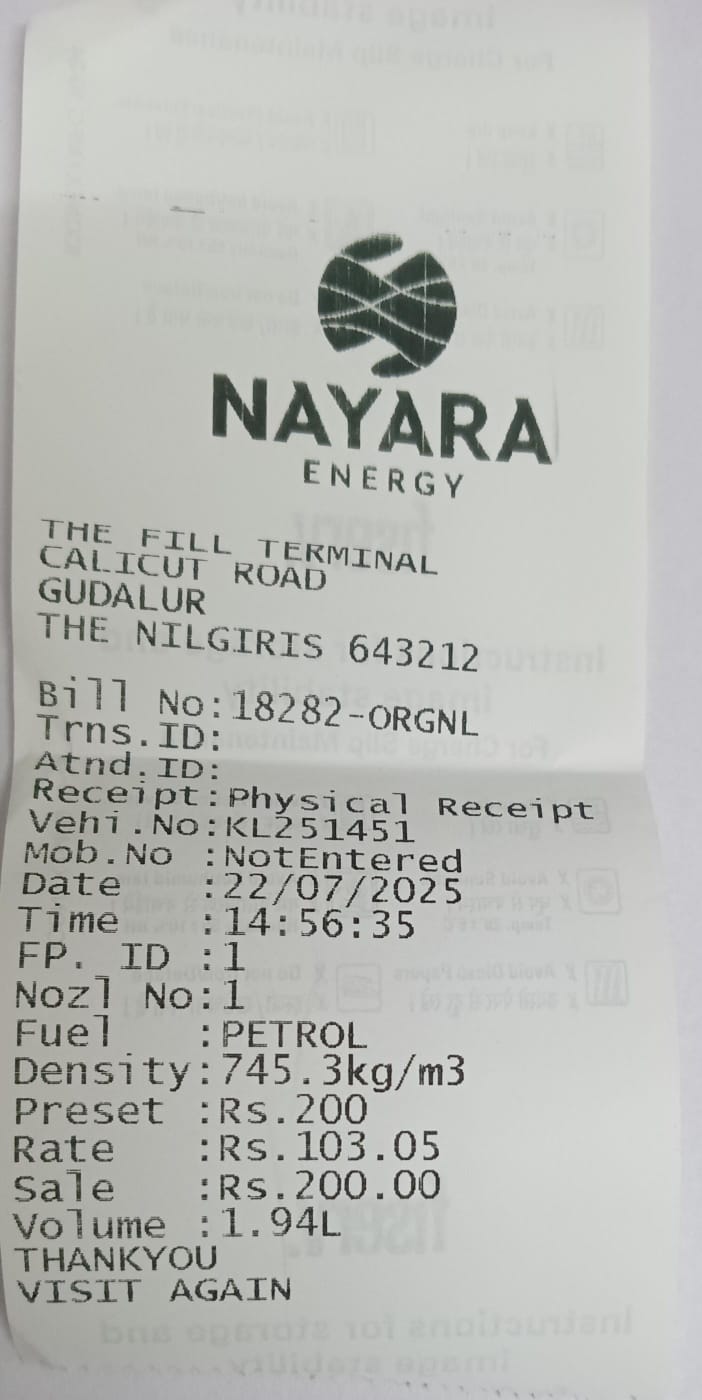 NAYARA
ENERGY
THE FILL TERMINAL
CALICUT ROAD
GUDALUR
THE NILGIRIS 643212
Bill No:18282-ORGNL
Trns.ID:
Atnd.ID:
Receipt:Physical Receipt
Vehi.No:KL251451
Mob.No :NotEntered
Date :22/07/2025
Time :14:56:35
FP. ID :1
Nozl No:1
Fuel :PETROL
Density:745.3kg/m3
Preset :Rs.200
Rate :Rs.103.05
Sale :Rs.200.00
Volume :1.94L
THANKYOU
VISIT AGAIN